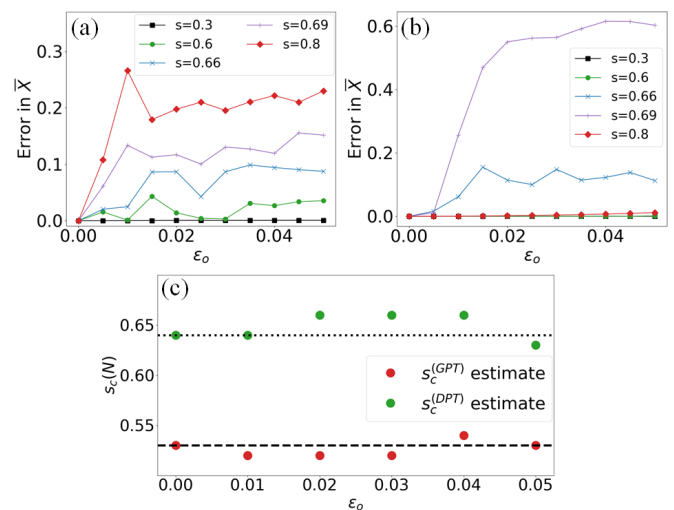 (a)
s=0.3
s=0.6
s=0.66
s=0.69
s=0.8
0.3
0.2
0.1
0.0
Error in X̅
0.00
0.02
0.04
εₒ
(b)
s=0.3
s=0.6
s=0.66
s=0.69
s=0.8
0.6
0.4
0.2
0.0
Error in X̅
0.00
0.02
0.04
εₒ
(c)
0.65
0.60
0.55
s_c(N)
s_c^(GPT) estimate
s_c^(DPT) estimate
0.00
0.01
0.02
0.03
0.04
0.05
εₒ